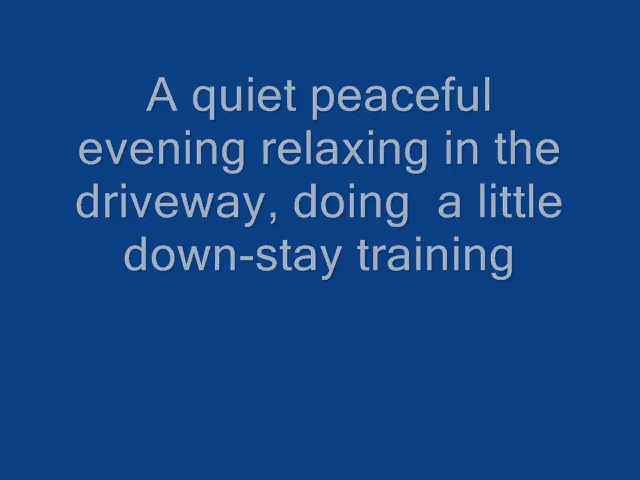 A quiet peaceful
evening relaxing in the
driveway, doing  a little
down-stay training